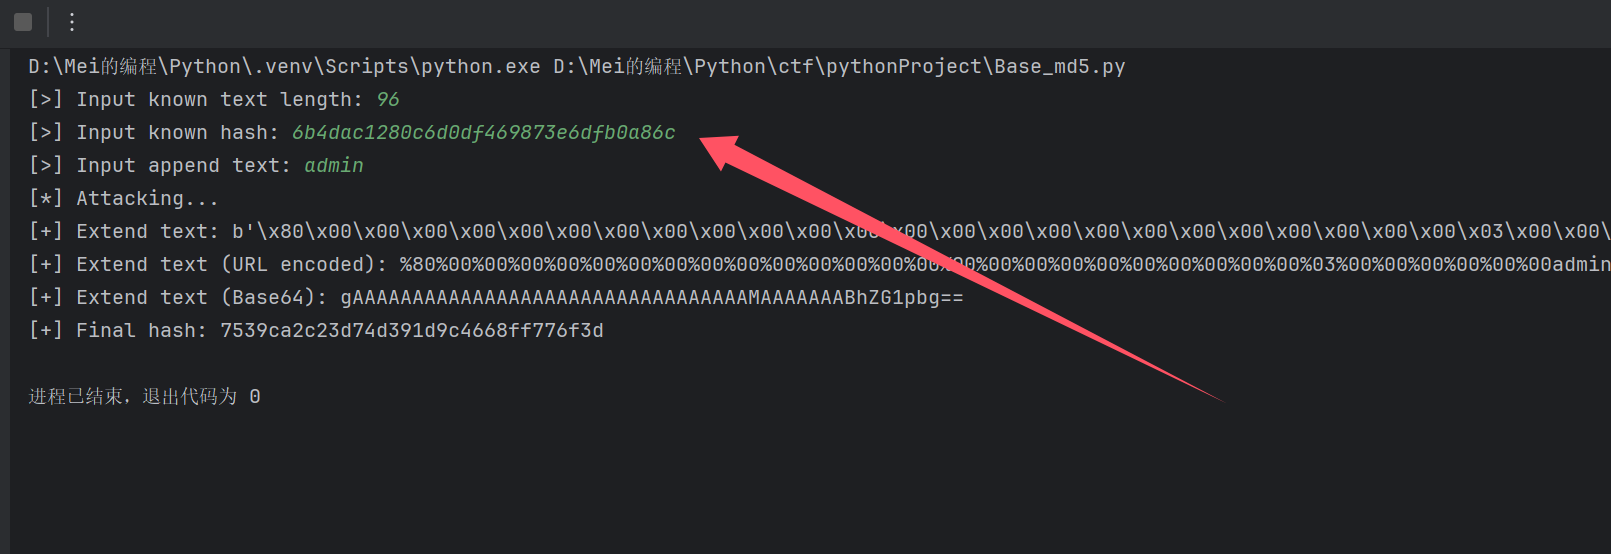 D:\Mei的编程\Python\.venv\Scripts\python.exe D:\Mei的编程\Python\ctf\pythonProject\Base_md5.py
[>] Input known text length: 96
[>] Input known hash: 6b4dac1280c6d0df469873e6dfb0a86c
[>] Input append text: admin
[*] Attacking...
[+] Extend text: b'\x80\x00\x00\x00\x00\x00\x00\x00\x00\x00\x00\x00\x00\x00\x00\x00\x00\x00\x00\x00\x00\x00\x00\x00\x00\x03\x00\x00\
[+] Extend text (URL encoded): %80%00%00%00%00%00%00%00%00%00%00%00%00%00%00%00%00%00%00%00%00%00%00%00%00%03%00%00%00%00%00%00admin
[+] Extend text (Base64): gAAAAAAAAAAAAAAAAAAAAAAAAAAAAAAAAAMAAAAAAABhZG1pbg==
[+] Final hash: 7539ca2c23d74d391d9c4668ff776f3d
进程已结束，退出代码为 0